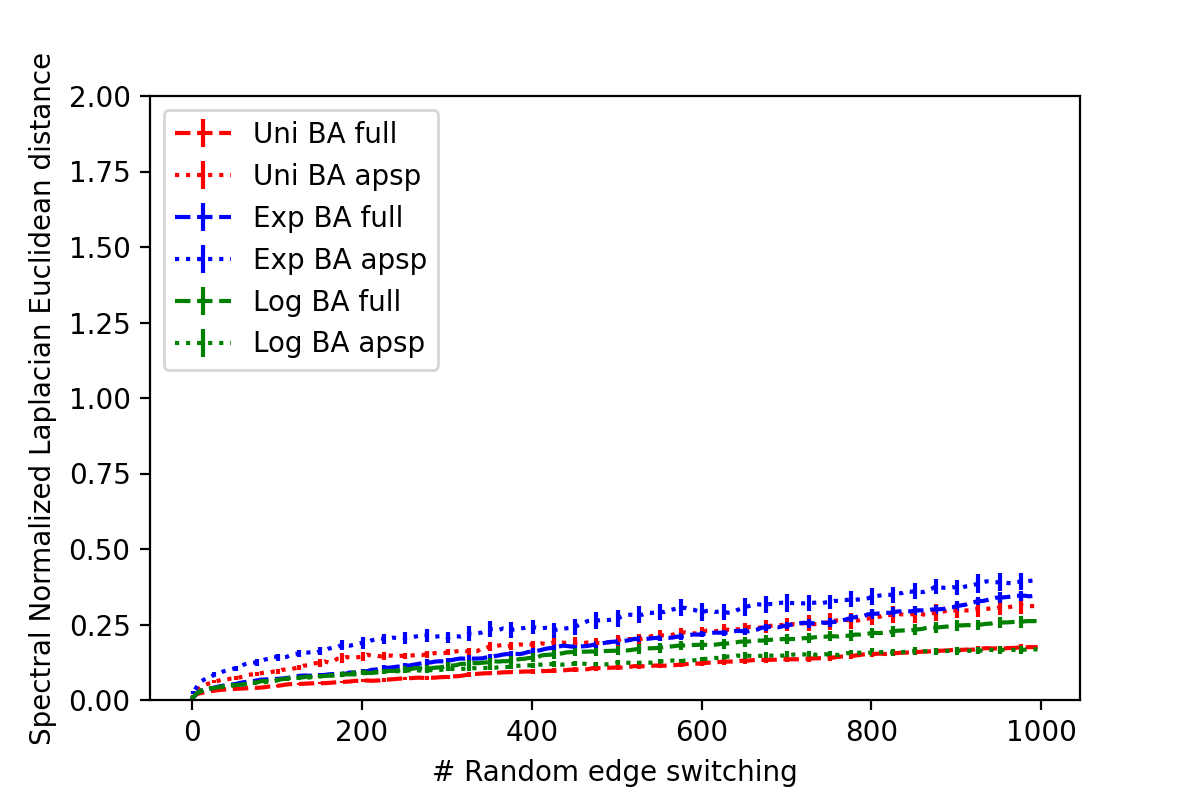 Spectral Normalized Laplacian Euclidean distance
2.00
1.75
1.50
1.25
1.00
0.75
0.50
0.25
0.00
Uni BA full
Uni BA apsp
Exp BA full
Exp BA apsp
Log BA full
Log BA apsp
0 200 400 600 800 1000
# Random edge switching